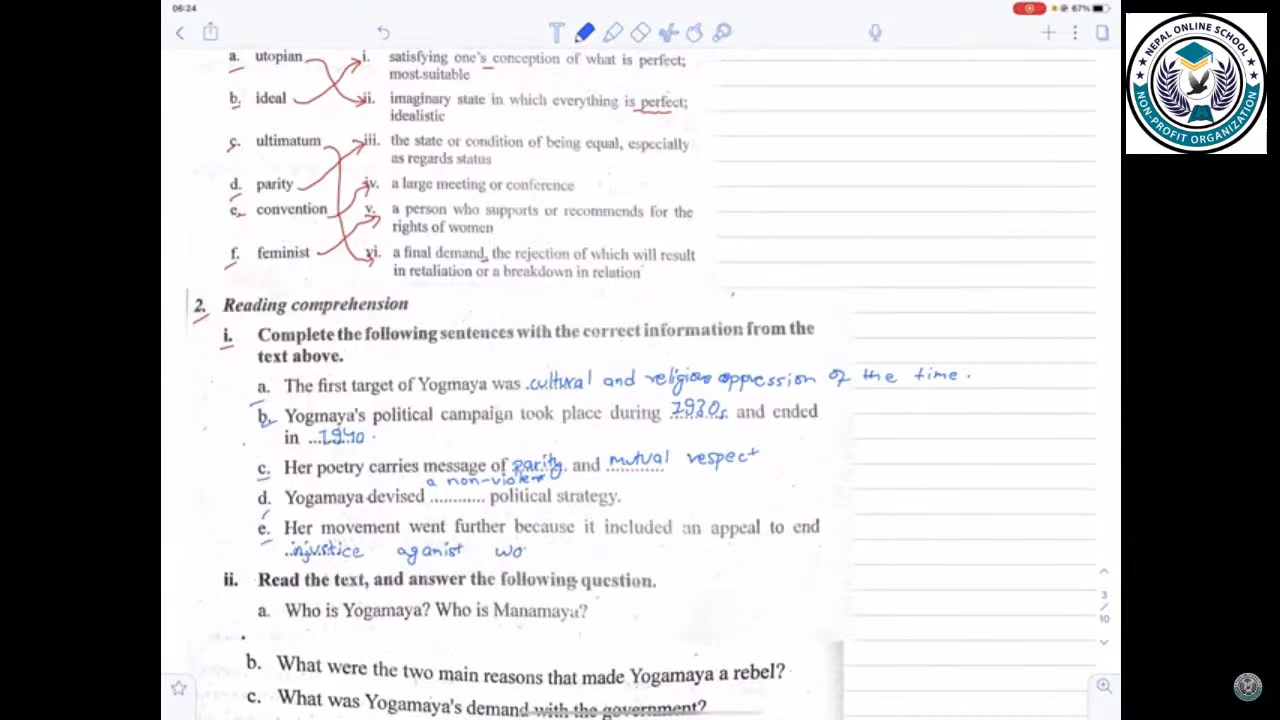 06:24
67%
NEPAL ONLINE SCHOOL
NON-PROFIT ORGANIZATION
a. utopian i. satisfying one's conception of what is perfect;
most suitable
b. ideal ii. imaginary state in which everything is perfect;
idealistic
c. ultimatum iii. the state or condition of being equal, especially
as regards status
d. parity iv. a large meeting or conference
e. convention v. a person who supports or recommends for the
rights of women
f. feminist vi. a final demand, the rejection of which will result
in retaliation or a breakdown in relation
2. Reading comprehension
i. Complete the following sentences with the correct information from the
text above.
a. The first target of Yogmaya was .cultural and religious oppression of the time.
b. Yogmaya's political campaign took place during 1930s and ended
in ...1940.
c. Her poetry carries message of parity. and mutual respect
a non-violent
d. Yogamaya devised ............ political strategy.
e. Her movement went further because it included an appeal to end
..injustice aganist wo
ii. Read the text, and answer the following question.
a. Who is Yogamaya? Who is Manamaya?
b. What were the two main reasons that made Yogamaya a rebel?
c. What was Yogamaya's demand with the government?
3
/
10